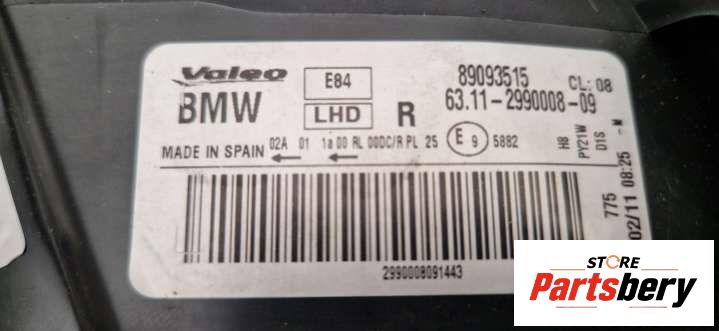 Valeo
BMW
E84
LHD
R
89093515
CL: 08
63.11-2990008-09
MADE IN SPAIN
02A 01 1a 00 RL 00DC/R PL 25
E 9
5882
H8
PY21W
D1S
-M
775
02/11 08:25
2990008091443
STORE
Partsbery